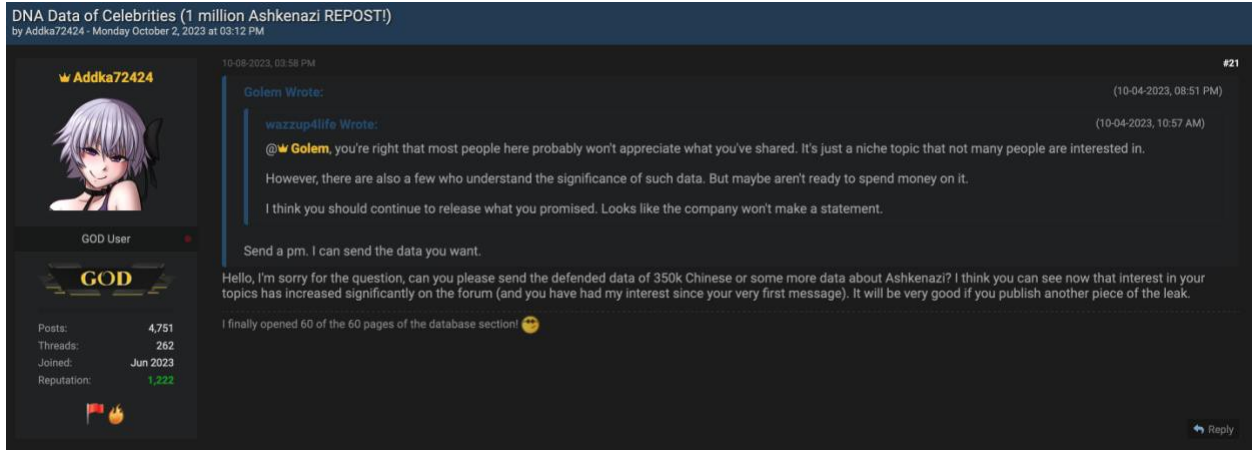 DNA Data of Celebrities (1 million Ashkenazi REPOST!)
by Addka72424 - Monday October 2, 2023 at 03:12 PM
10-08-2023, 03:58 PM
#21
Addka72424
Golem Wrote:
(10-04-2023, 08:51 PM)
wazzup4life Wrote:
(10-04-2023, 10:57 AM)
@ Golem, you're right that most people here probably won't appreciate what you've shared. It's just a niche topic that not many people are interested in.
However, there are also a few who understand the significance of such data. But maybe aren't ready to spend money on it.
I think you should continue to release what you promised. Looks like the company won't make a statement.
Send a pm. I can send the data you want.
GOD User
GOD
Hello, I'm sorry for the question, can you please send the defended data of 350k Chinese or some more data about Ashkenazi? I think you can see now that interest in your
topics has increased significantly on the forum (and you have had my interest since your very first message). It will be very good if you publish another piece of the leak.
I finally opened 60 of the 60 pages of the database section!
Posts: 4,751
Threads: 262
Joined: Jun 2023
Reputation: 1,222
Reply